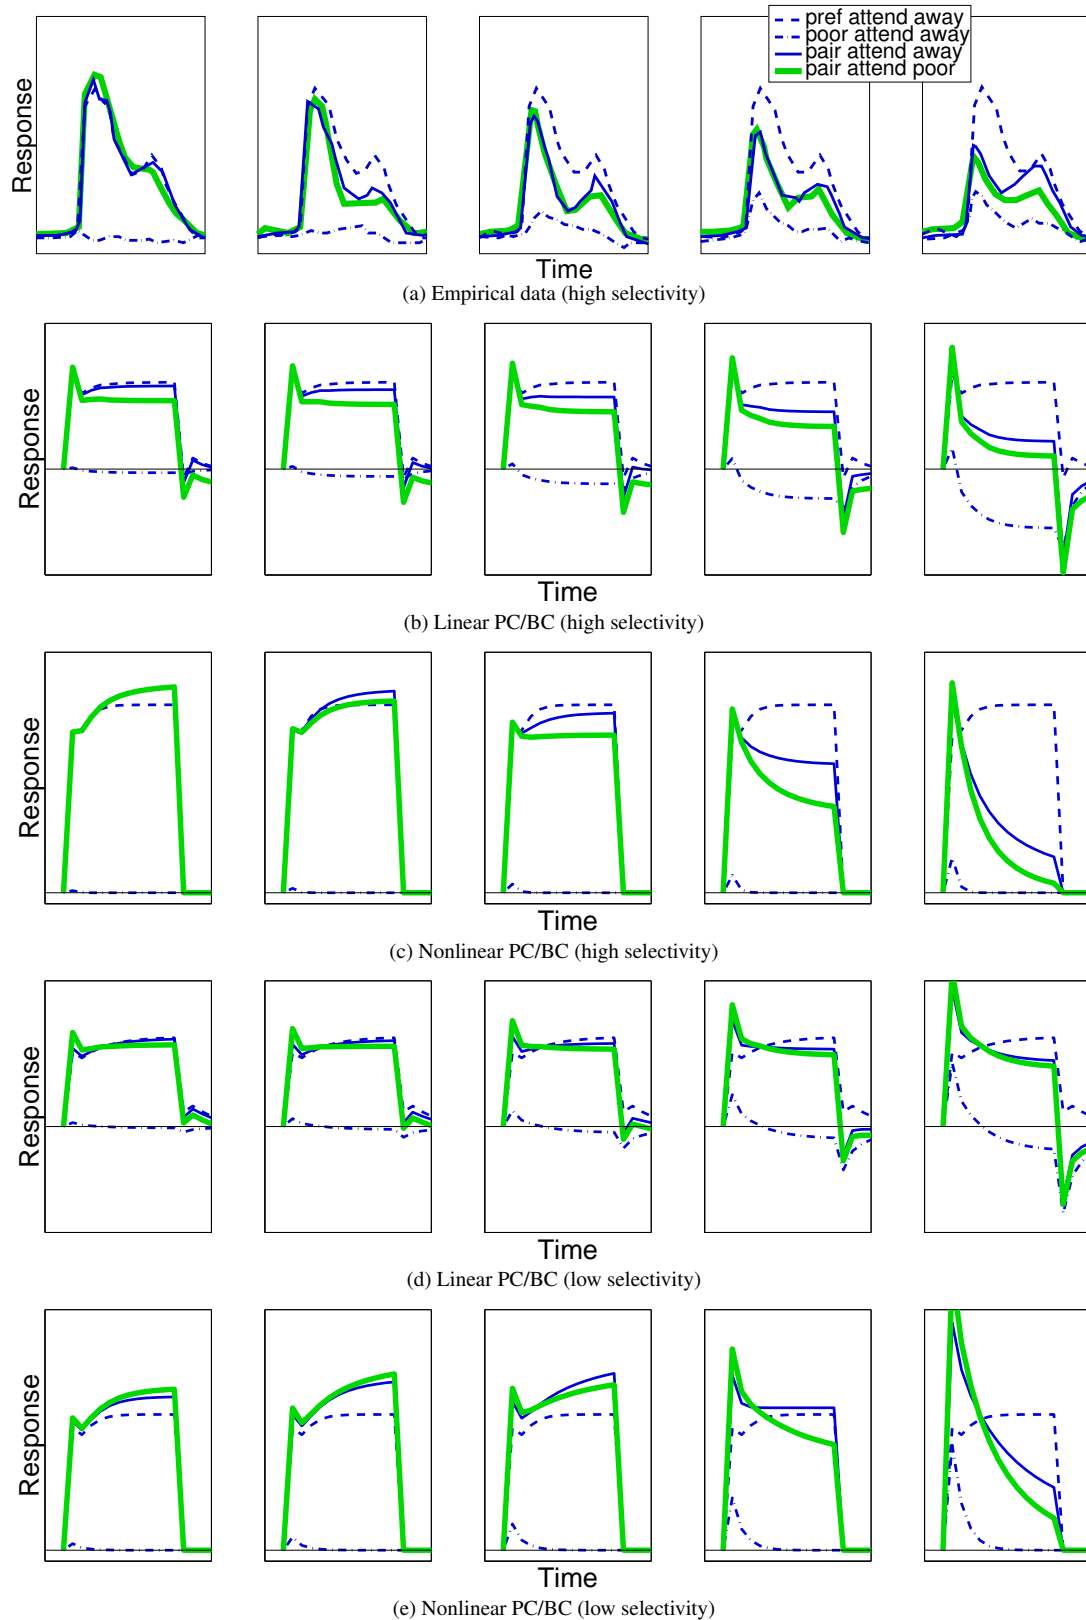 pref attend away
poor attend away
pair attend away
pair attend poor
Response
Time
(a) Empirical data (high selectivity)
Response
Time
(b) Linear PC/BC (high selectivity)
Response
Time
(c) Nonlinear PC/BC (high selectivity)
Response
Time
(d) Linear PC/BC (low selectivity)
Response
Time
(e) Nonlinear PC/BC (low selectivity)